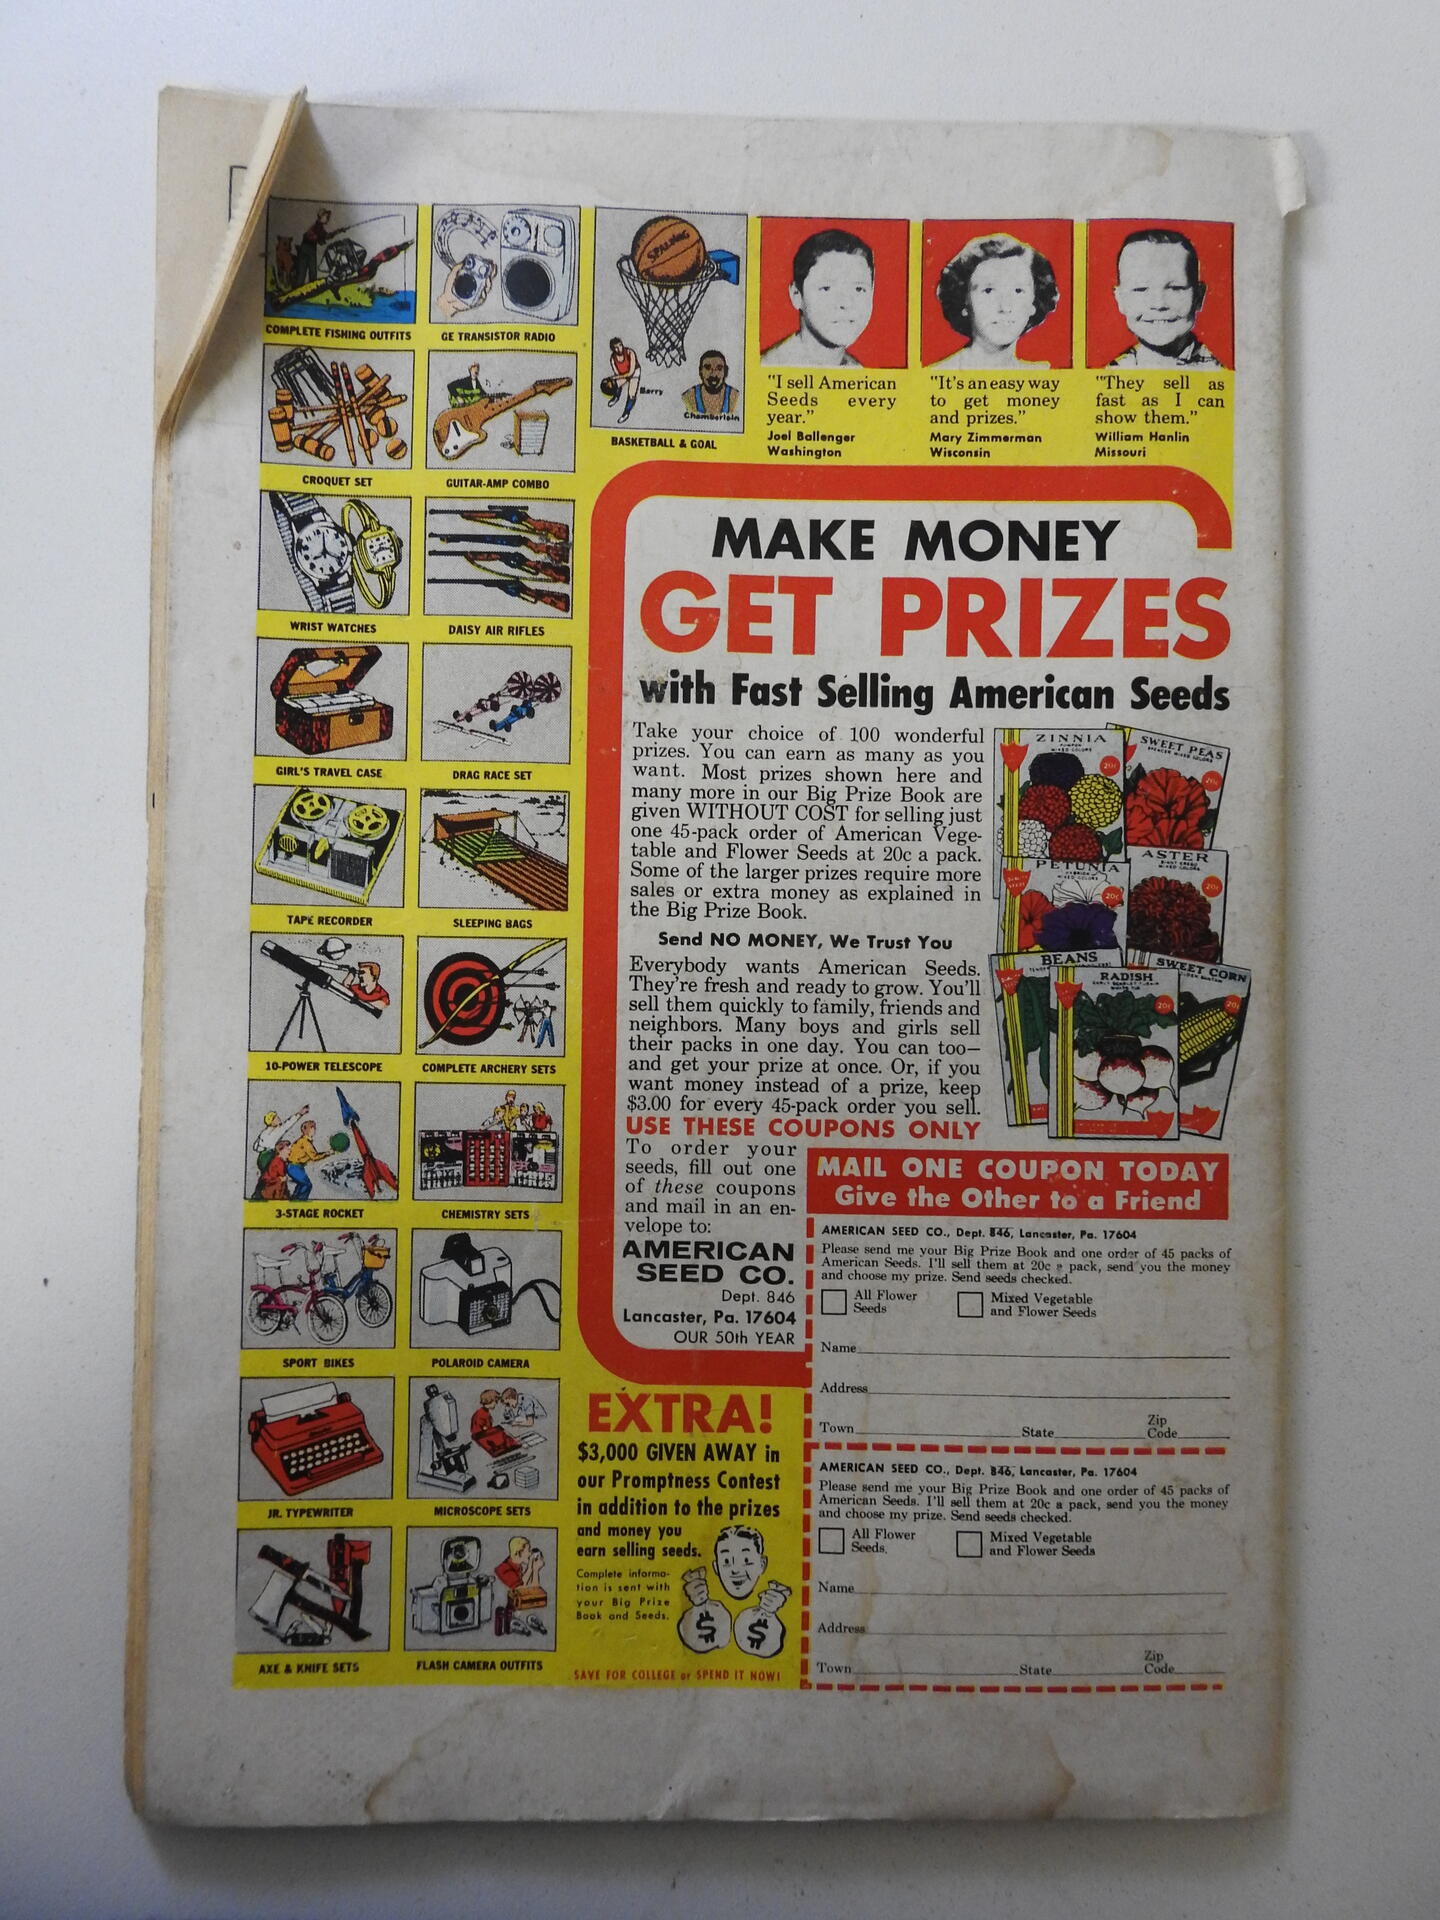 COMPLETE FISHING OUTFITS
GE TRANSISTOR RADIO
SPALDING
Barry
Chamberlain
BASKETBALL & GOAL
CROQUET SET
GUITAR-AMP COMBO
WRIST WATCHES
DAISY AIR RIFLES
GIRL'S TRAVEL CASE
DRAG RACE SET
TAPE RECORDER
SLEEPING BAGS
10-POWER TELESCOPE
COMPLETE ARCHERY SETS
3-STAGE ROCKET
CHEMISTRY SETS
SPORT BIKES
POLAROID CAMERA
JR. TYPEWRITER
MICROSCOPE SETS
AXE & KNIFE SETS
FLASH CAMERA OUTFITS
"I sell American
Seeds every
year."
Joel Ballenger
Washington
"It's an easy way
to get money
and prizes."
Mary Zimmerman
Wisconsin
"They sell as
fast as I can
show them."
William Hanlin
Missouri
MAKE MONEY
GET PRIZES
with Fast Selling American Seeds
Take your choice of 100 wonderful
prizes. You can earn as many as you
want. Most prizes shown here and
many more in our Big Prize Book are
given WITHOUT COST for selling just
one 45-pack order of American Vege-
table and Flower Seeds at 20c a pack.
Some of the larger prizes require more
sales or extra money as explained in
the Big Prize Book.
Send NO MONEY, We Trust You
Everybody wants American Seeds.
They're fresh and ready to grow. You'll
sell them quickly to family, friends and
neighbors. Many boys and girls sell
their packs in one day. You can too—
and get your prize at once. Or, if you
want money instead of a prize, keep
$3.00 for every 45-pack order you sell.
USE THESE COUPONS ONLY
To order your
seeds, fill out one
of these coupons
and mail in an en-
velope to:
AMERICAN
SEED CO.
Dept. 846
Lancaster, Pa. 17604
OUR 50th YEAR
ZINNIA
MIXED COLORS
20c
SWEET PEAS
SPENCER MIXED COLORS
20c
PETUNIA
MIXED COLORS
20c
ASTER
MIXED COLORS
20c
BEANS
RADISH
20c
SWEET CORN
20c
MAIL ONE COUPON TODAY
Give the Other to a Friend
AMERICAN SEED CO., Dept. 846, Lancaster, Pa. 17604
Please send me your Big Prize Book and one order of 45 packs of
American Seeds. I'll sell them at 20c a pack, send you the money
and choose my prize. Send seeds checked.
All Flower
Seeds
Mixed Vegetable
and Flower Seeds
Name
Address
Town State Zip
Code
AMERICAN SEED CO., Dept. 846, Lancaster, Pa. 17604
Please send me your Big Prize Book and one order of 45 packs of
American Seeds. I'll sell them at 20c a pack, send you the money
and choose my prize. Send seeds checked.
All Flower
Seeds.
Mixed Vegetable
and Flower Seeds
Name
Address
Town State Zip
Code
EXTRA!
$3,000 GIVEN AWAY in
our Promptness Contest
in addition to the prizes
and money you
earn selling seeds.
Complete informa-
tion is sent with
your Big Prize
Book and Seeds.
$ $
SAVE FOR COLLEGE or SPEND IT NOW!